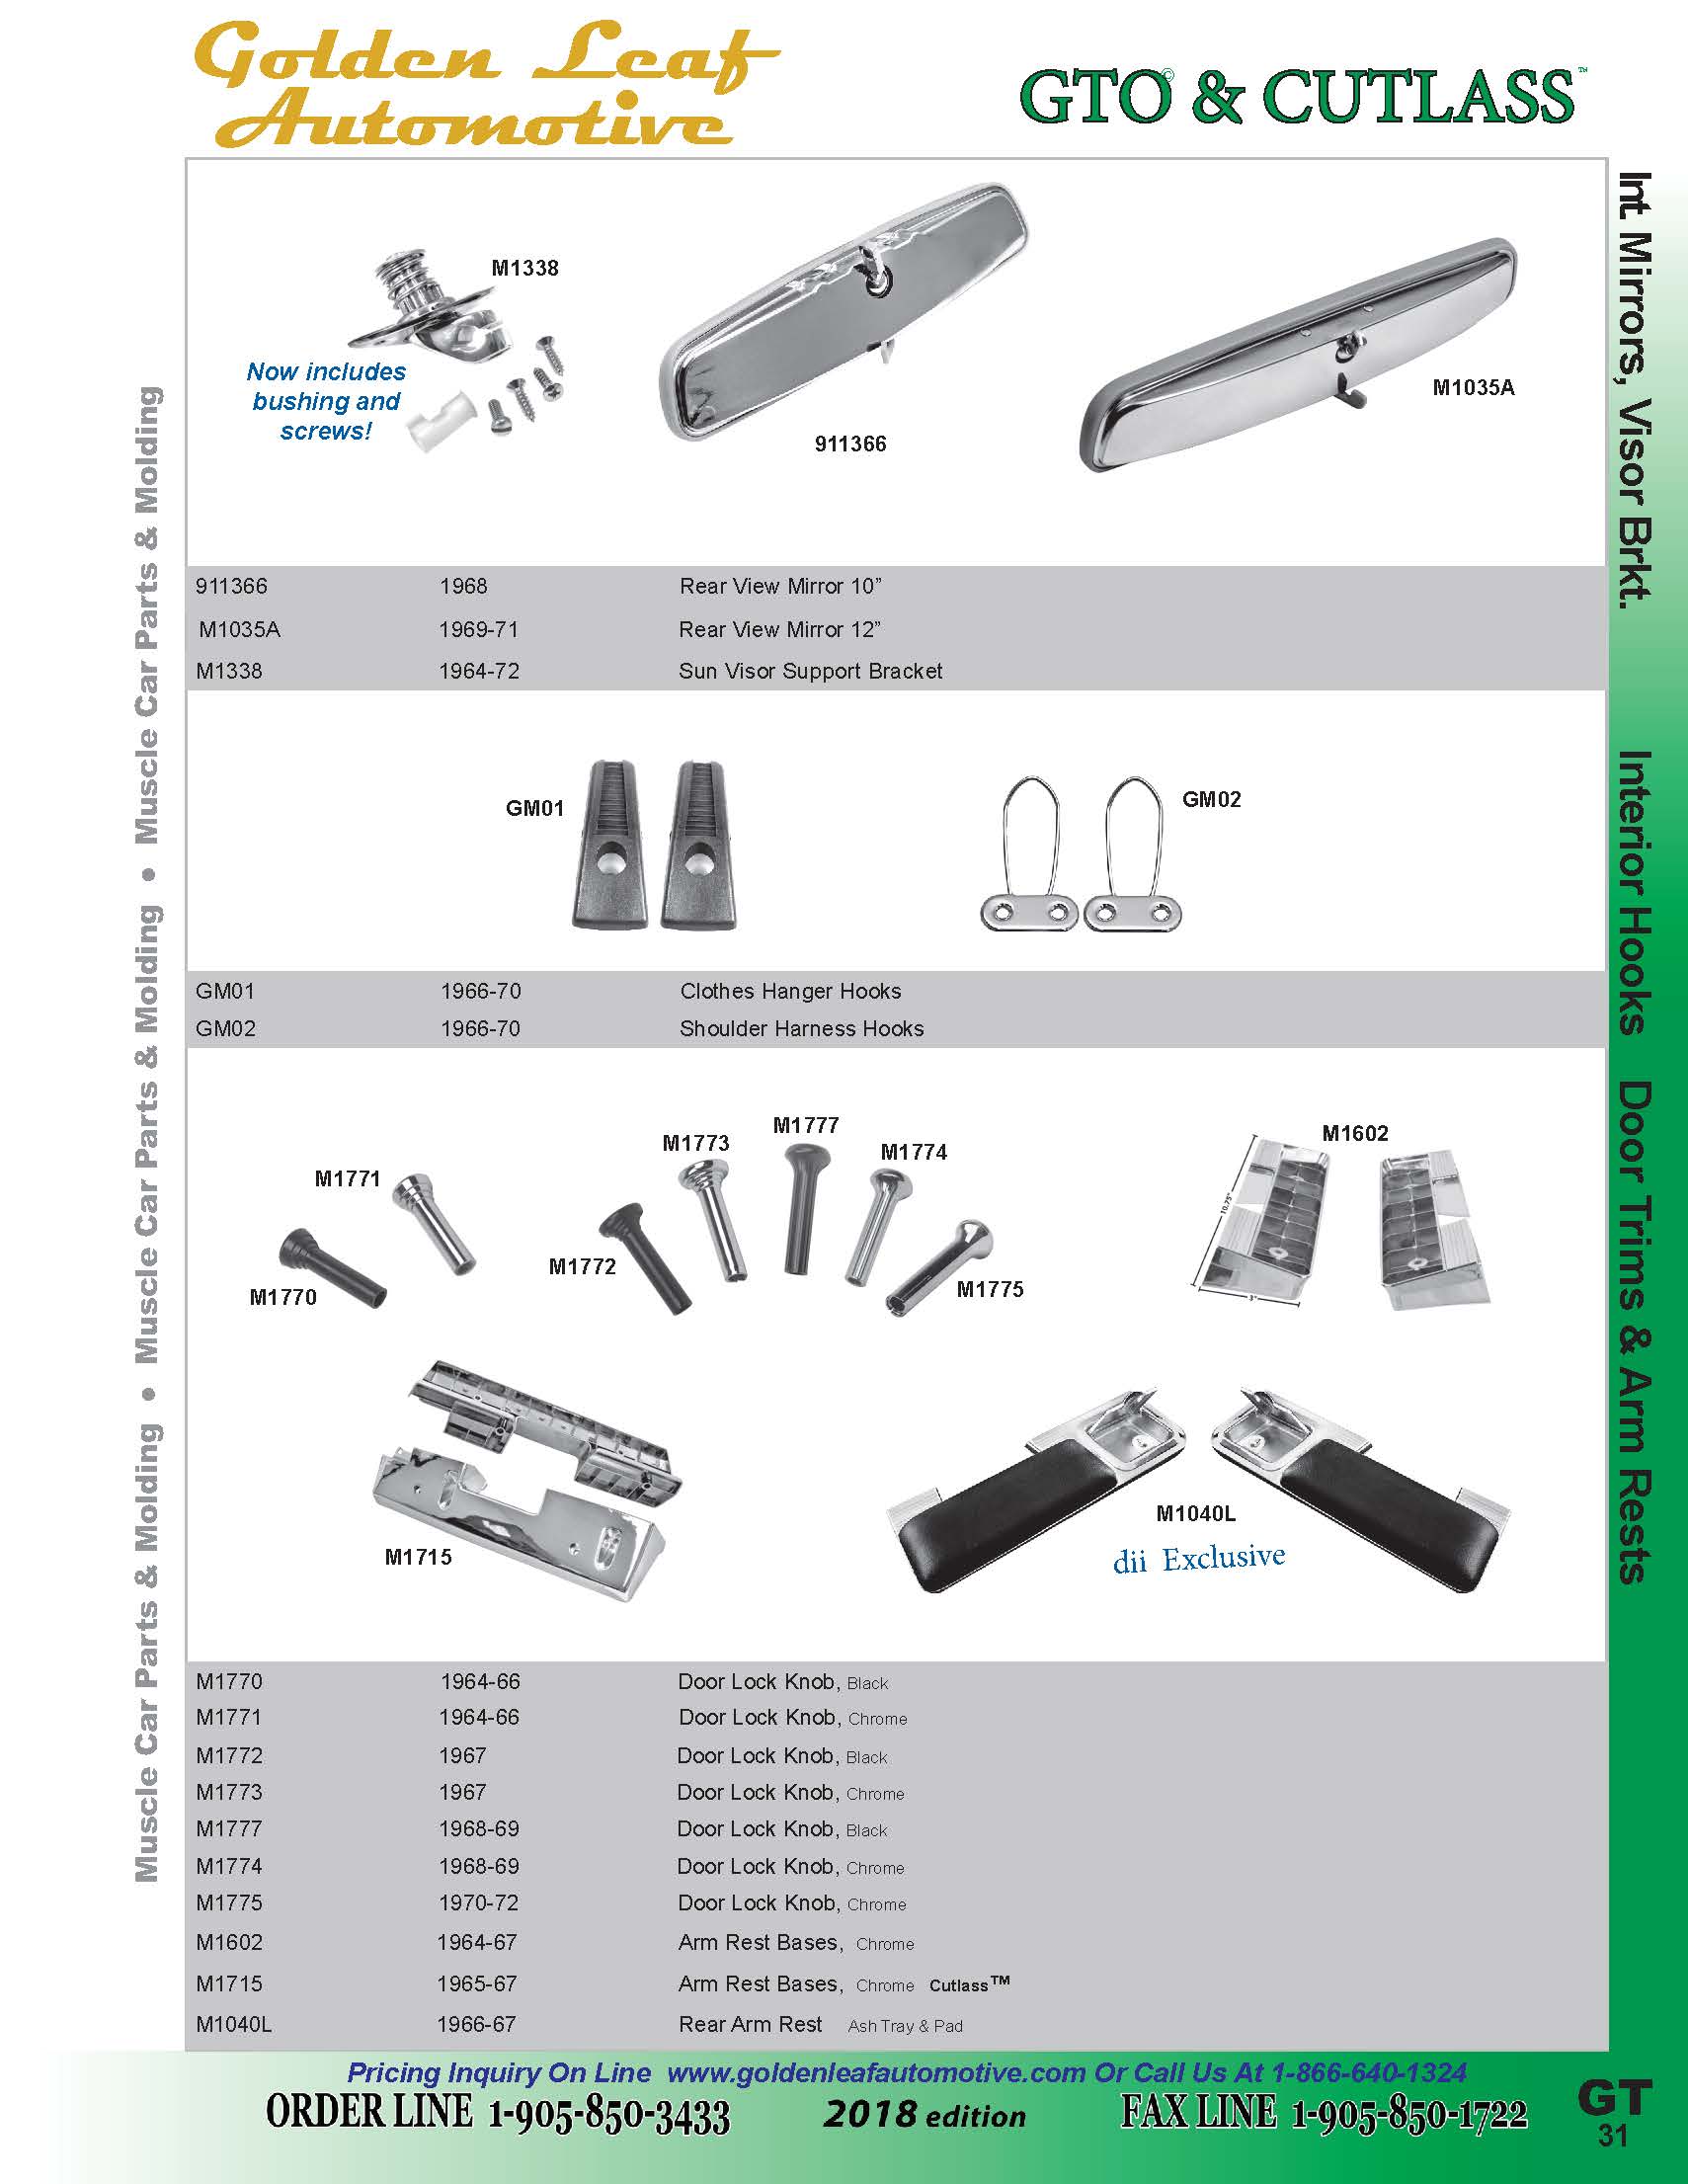 Golden Leaf
Automotive
GTO© & CUTLASS™
Int. Mirrors, Visor Brkt.
Interior Hooks
Door Trims & Arm Rests
Muscle Car Parts & Molding • Muscle Car Parts & Molding • Muscle Car Parts & Molding
M1338
Now includes
bushing and
screws!
911366
M1035A
911366 1968 Rear View Mirror 10”
M1035A 1969-71 Rear View Mirror 12”
M1338 1964-72 Sun Visor Support Bracket
GM01
GM02
GM01 1966-70 Clothes Hanger Hooks
GM02 1966-70 Shoulder Harness Hooks
M1777
M1773
M1774
M1771
M1772
M1770
M1775
M1602
10.75"
3"
M1715
M1040L
dii Exclusive
M1770 1964-66 Door Lock Knob, Black
M1771 1964-66 Door Lock Knob, Chrome
M1772 1967 Door Lock Knob, Black
M1773 1967 Door Lock Knob, Chrome
M1777 1968-69 Door Lock Knob, Black
M1774 1968-69 Door Lock Knob, Chrome
M1775 1970-72 Door Lock Knob, Chrome
M1602 1964-67 Arm Rest Bases, Chrome
M1715 1965-67 Arm Rest Bases, Chrome Cutlass™
M1040L 1966-67 Rear Arm Rest Ash Tray & Pad
Pricing Inquiry On Line www.goldenleafautomotive.com Or Call Us At 1-866-640-1324
ORDER LINE 1-905-850-3433 2018 edition FAX LINE 1-905-850-1722
GT
31